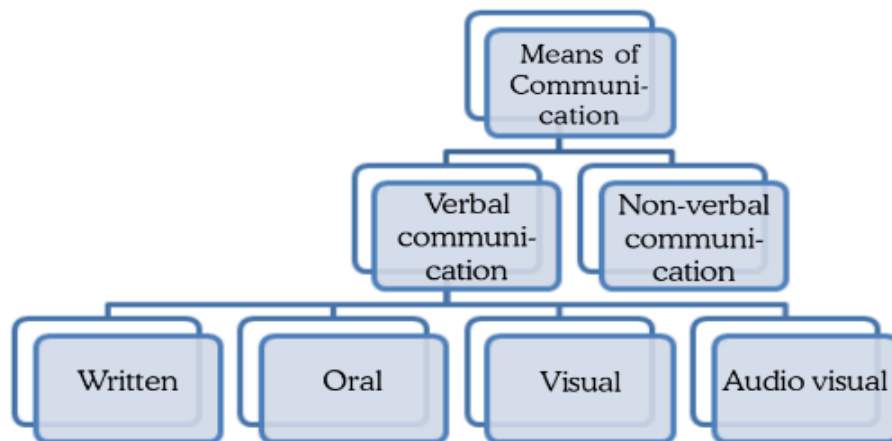 Means of
Communi-
cation
Verbal
communi-
cation
Non-verbal
communi-
cation
Written
Oral
Visual
Audio visual